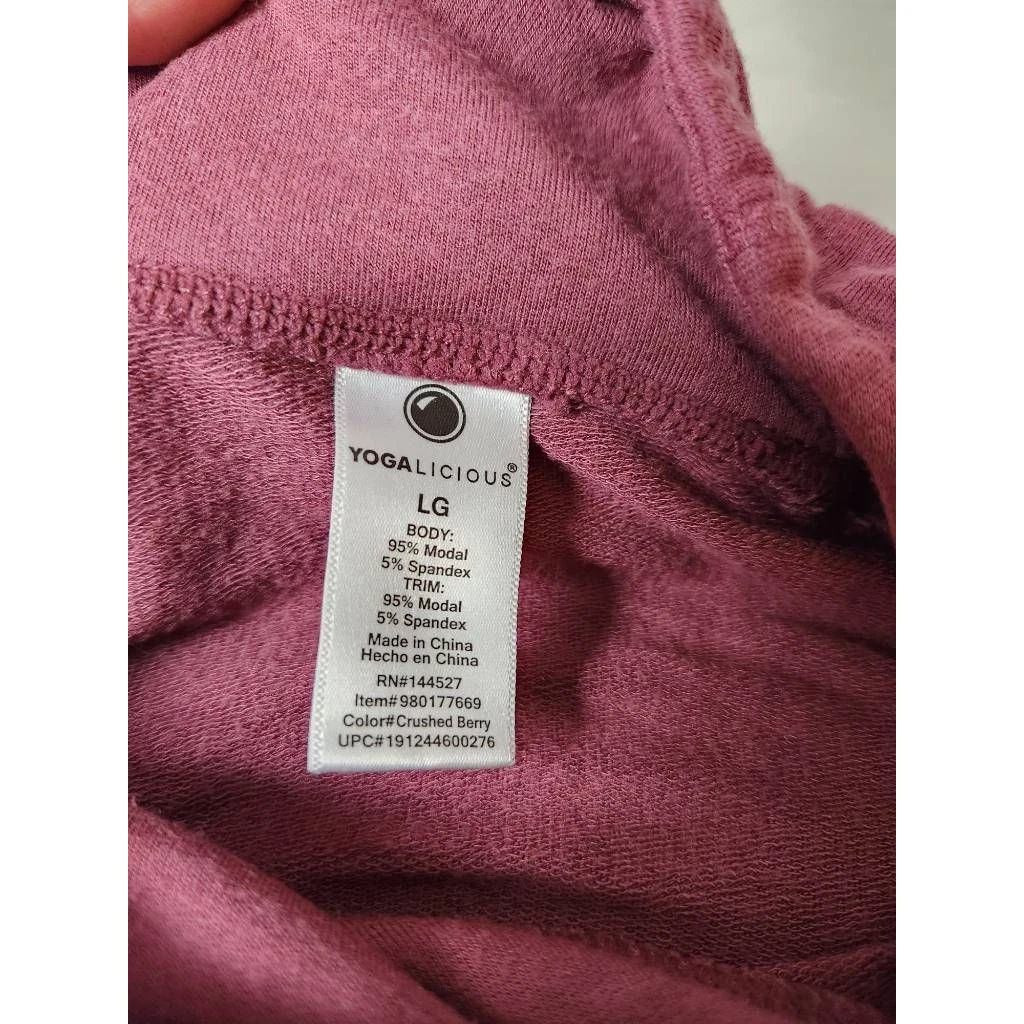 YOGALICIOUS®
LG
BODY:
95% Modal
5% Spandex
TRIM:
95% Modal
5% Spandex
Made in China
Hecho en China
RN#144527
Item#980177669
Color#Crushed Berry
UPC#191244600276